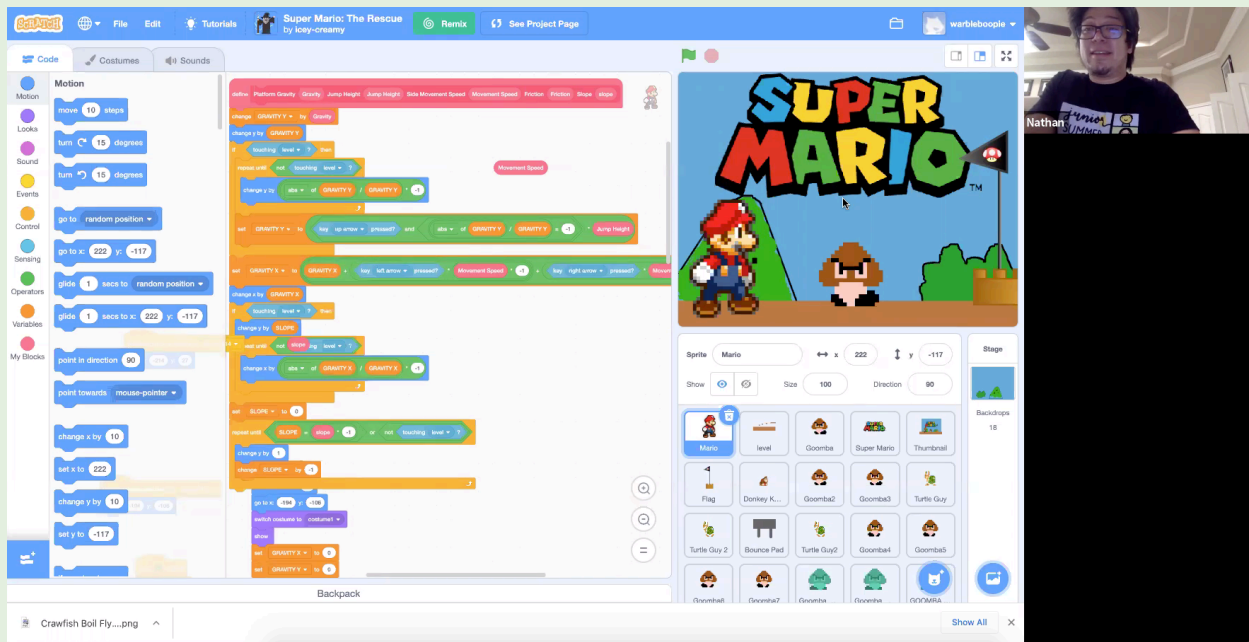 SCRATCH
File Edit Tutorials Super Mario: The Rescue
by icey-creamy
Remix See Project Page warbleboopie
Code Costumes Sounds
Motion
Looks
Sound
Events
Control
Sensing
Operators
Variables
My Blocks
Motion
move 10 steps
turn 15 degrees
turn 15 degrees
go to random position
go to x: 222 y: -117
glide 1 secs to random position
glide 1 secs to x: 222 y: -117
point in direction 90
point towards mouse-pointer
change x by 10
set x to 222
change y by 10
set y to -117
define Platform Gravity Gravity Jump Height Jump Height Side Movement Speed Movement Speed Friction Friction Slope slope
change GRAVITY Y by Gravity
change y by GRAVITY Y
if touching level ? then
repeat until not touching level ?
change y by abs of GRAVITY Y / GRAVITY Y * -1
set GRAVITY Y to key up arrow pressed? and abs of GRAVITY Y / GRAVITY Y = -1 * Jump Height
set GRAVITY X to GRAVITY X + key left arrow pressed? * Movement Speed * -1 + key right arrow pressed? *
change x by GRAVITY X
if touching level ? then
change y by SLOPE
until not slope level ?
change x by abs of GRAVITY X / GRAVITY X * -1
set SLOPE to 0
repeat until SLOPE = slope * -1 or not touching level ?
change y by 1
change SLOPE by -1
go to x: -194 y: -108
switch costume to costume1
show
set GRAVITY X to 0
set GRAVITY Y to 0
Movement Speed
Backpack
SUPER
MARIO
TM
Sprite Mario x 222 y -117
Show Size 100 Direction 90
Mario level Goomba Super Mario Thumbnail
Flag Donkey K... Goomba2 Goomba3 Turtle Guy
Turtle Guy 2 Bounce Pad Turtle Guy2 Goomba4 Goomba5
Goomba6 Goomba7
Stage
Backdrops
18
Crawfish Boil Fly....png
Show All
Nathan
Junior
SUMMER